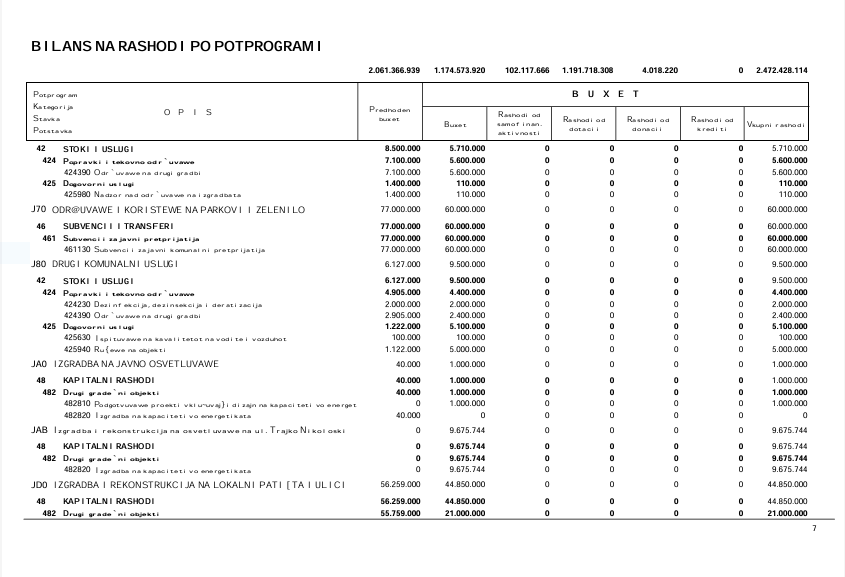 BILANS NA RASHODI PO POTPROGRAMI
2.061.366.939 1.174.573.920 102.117.666 1.191.718.308 4.018.220 0 2.472.428.114
Potprogram
Kategorija
Stavka
Potstavka
O P I S
Predhoden buxet
B U X E T
Buxet
Rashodi od samofinan. aktivnosti
Rashodi od dotacii
Rashodi od donacii
Rashodi od krediti
Vkupni rashodi
42 STOKI I USLUGI 8.500.000 5.710.000 0 0 0 0 5.710.000
424 Popravki i tekovno odr`uvawe 7.100.000 5.600.000 0 0 0 0 5.600.000
424390 Odr`uvawe na drugi gradbi 7.100.000 5.600.000 0 0 0 0 5.600.000
425 Dogovorni uslugi 1.400.000 110.000 0 0 0 0 110.000
425980 Nadzor nad odr`uvawe na izgradbata 1.400.000 110.000 0 0 0 0 110.000
J70 ODR@UVAWE I KORISTEWE NA PARKOVI I ZELENILO 77.000.000 60.000.000 0 0 0 0 60.000.000
46 SUBVENCII I TRANSFERI 77.000.000 60.000.000 0 0 0 0 60.000.000
461 Subvencii za javni pretprijatija 77.000.000 60.000.000 0 0 0 0 60.000.000
461130 Subvencii za javni komunalni pretprijatija 77.000.000 60.000.000 0 0 0 0 60.000.000
J80 DRUGI KOMUNALNI USLUGI 6.127.000 9.500.000 0 0 0 0 9.500.000
42 STOKI I USLUGI 6.127.000 9.500.000 0 0 0 0 9.500.000
424 Popravki i tekovno odr`uvawe 4.905.000 4.400.000 0 0 0 0 4.400.000
424230 Dezinfekcija, dezinsekcija i deratizacija 2.000.000 2.000.000 0 0 0 0 2.000.000
424390 Odr`uvawe na drugi gradbi 2.905.000 2.400.000 0 0 0 0 2.400.000
425 Dogovorni uslugi 1.222.000 5.100.000 0 0 0 0 5.100.000
425630 Ispituvawe na kavalitetot na vodite i vozduhot 100.000 100.000 0 0 0 0 100.000
425940 Ru{ewe na objekti 1.122.000 5.000.000 0 0 0 0 5.000.000
JA0 IZGRADBA NA JAVNO OSVETLUVAWE 40.000 1.000.000 0 0 0 0 1.000.000
48 KAPITALNI RASHODI 40.000 1.000.000 0 0 0 0 1.000.000
482 Drugi grade`ni objekti 40.000 1.000.000 0 0 0 0 1.000.000
482810 Podgotvuvawe proekti vklu~uvaj}i dizajn na kapaciteti vo energet 0 1.000.000 0 0 0 0 1.000.000
482820 Izgradba na kapaciteti vo energetikata 40.000 0 0 0 0 0 0
JAB Izgradba i rekonstrukcija na osvetluvawe na ul. Trajko Nikoloski 0 9.675.744 0 0 0 0 9.675.744
48 KAPITALNI RASHODI 0 9.675.744 0 0 0 0 9.675.744
482 Drugi grade`ni objekti 0 9.675.744 0 0 0 0 9.675.744
482820 Izgradba na kapaciteti vo energetikata 0 9.675.744 0 0 0 0 9.675.744
JD0 IZGRADBA I REKONSTRUKCIJA NA LOKALNI PATI [TA I ULICI 56.259.000 44.850.000 0 0 0 0 44.850.000
48 KAPITALNI RASHODI 56.259.000 44.850.000 0 0 0 0 44.850.000
482 Drugi grade`ni objekti 55.759.000 21.000.000 0 0 0 0 21.000.000
7